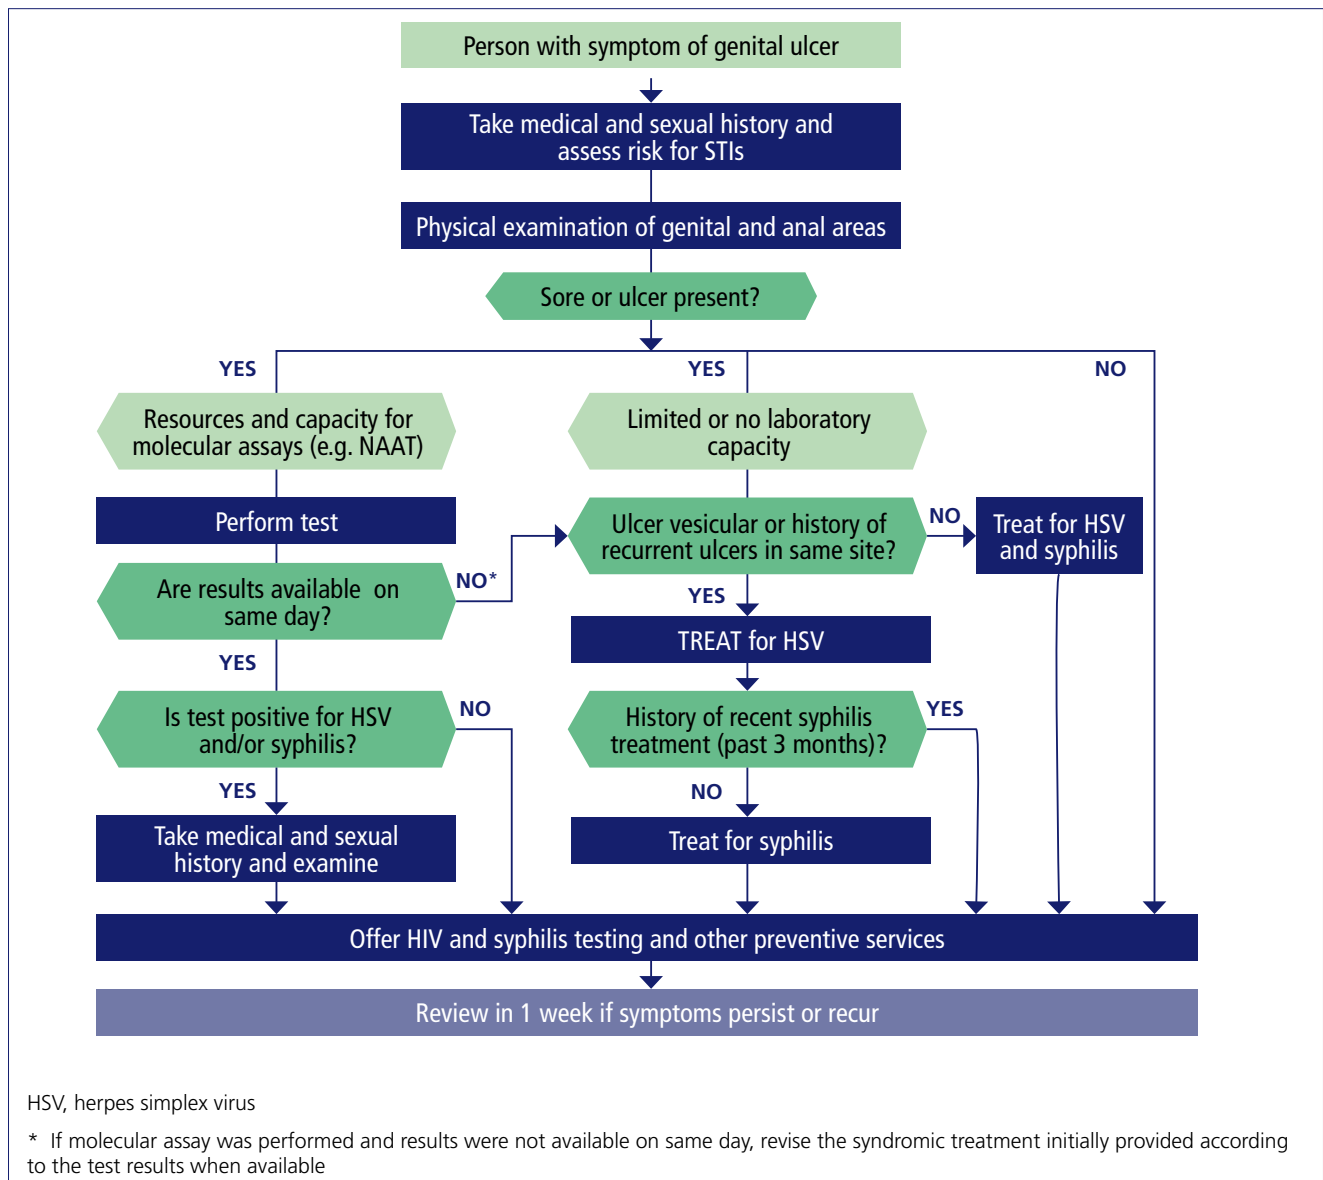 Person with symptom of genital ulcer
Take medical and sexual history and
assess risk for STIs
Physical examination of genital and anal areas
Sore or ulcer present?
YES
YES
NO
Resources and capacity for
molecular assays (e.g. NAAT)
Limited or no laboratory
capacity
Perform test
Ulcer vesicular or history of
recurrent ulcers in same site?
NO
Treat for HSV
and syphilis
Are results available on
same day?
NO*
YES
TREAT for HSV
YES
Is test positive for HSV
and/or syphilis?
NO
History of recent syphilis
treatment (past 3 months)?
YES
YES
NO
Take medical and sexual
history and examine
Treat for syphilis
Offer HIV and syphilis testing and other preventive services
Review in 1 week if symptoms persist or recur
HSV, herpes simplex virus
* If molecular assay was performed and results were not available on same day, revise the syndromic treatment initially provided according
to the test results when available